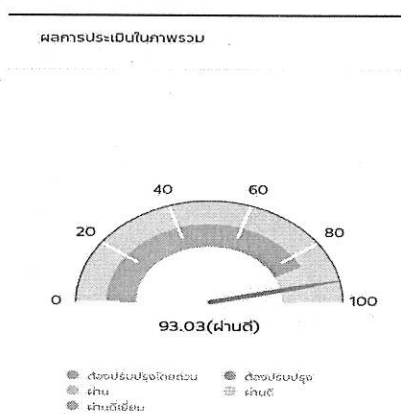 ผลการประเมินในภาพรวม
40 60
20 80
0 100
93.03(ผ่านดี)
ต้องปรับปรุงโดยด่วน ต้องปรับปรุง
ผ่าน ผ่านดี
ผ่านดีเยี่ยม